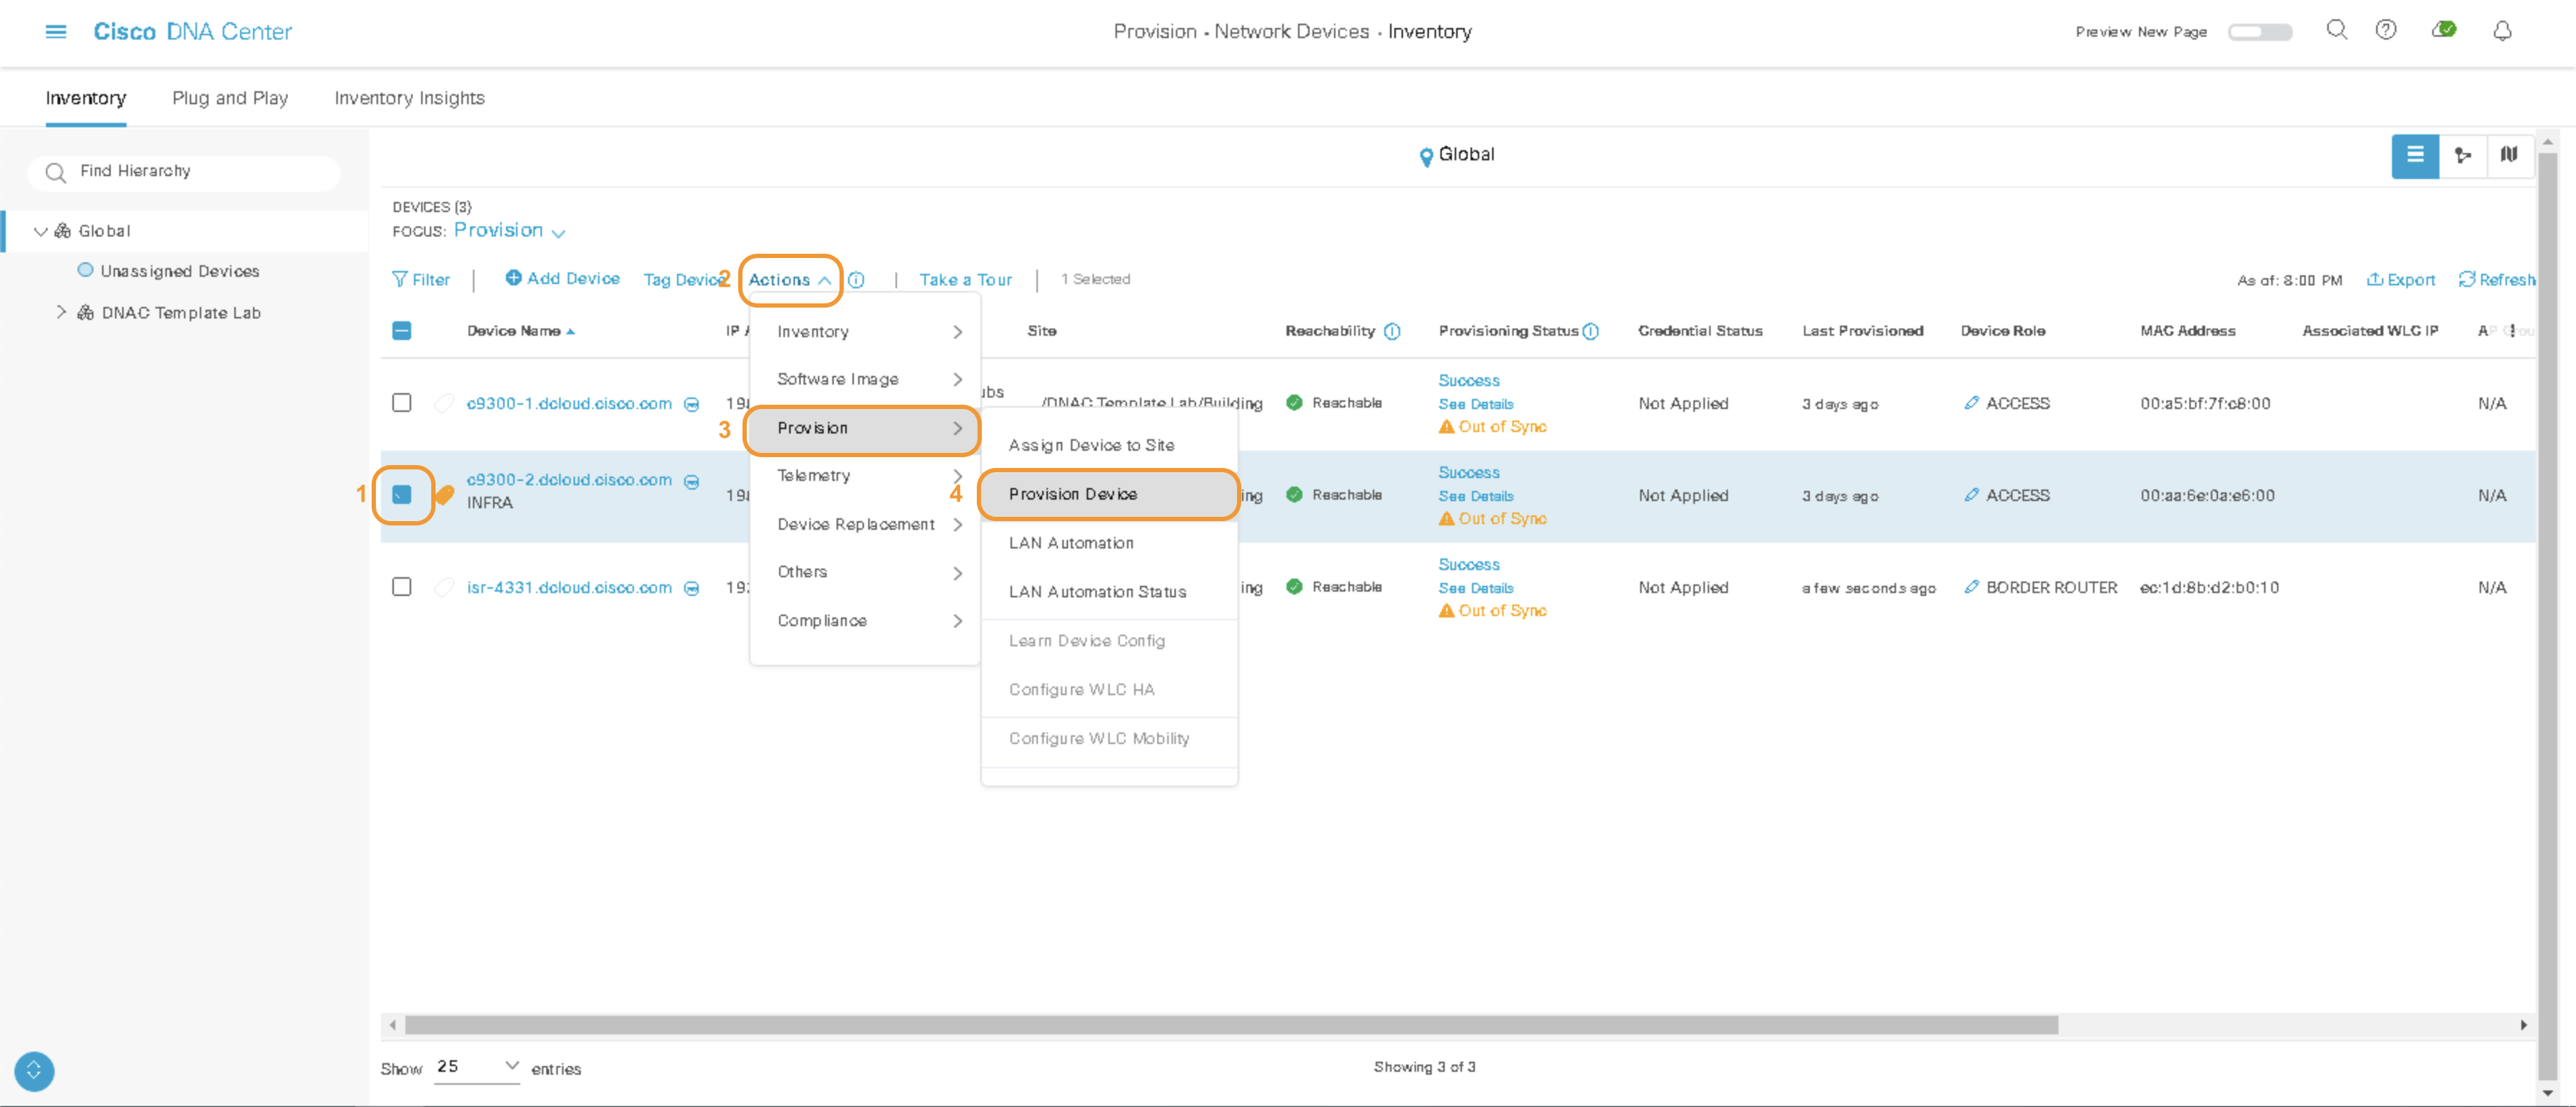 Cisco DNA Center
Provision • Network Devices • Inventory
Preview New Page
Inventory
Plug and Play
Inventory Insights
Find Hierarchy
Global
Unassigned Devices
DNAC Template Lab
Global
DEVICES (3)
FOCUS: Provision
Filter
Add Device
Tag Device
2
Actions
Take a Tour
1 Selected
As of: 8:00 PM
Export
Refresh
Device Name
IP A
Site
Reachability
Provisioning Status
Credential Status
Last Provisioned
Device Role
MAC Address
Associated WLC IP
AP Grou
c9300-1.dcloud.cisco.com
/DNAC Template Lab/Building
Reachable
Success
See Details
Out of Sync
Not Applied
3 days ago
ACCESS
00:a5:bf:7f:c8:00
N/A
1
c9300-2.dcloud.cisco.com
INFRA
ing
Reachable
Success
See Details
Out of Sync
Not Applied
3 days ago
ACCESS
00:aa:6e:0a:e6:00
N/A
isr-4331.dcloud.cisco.com
ing
Reachable
Success
See Details
Out of Sync
Not Applied
a few seconds ago
BORDER ROUTER
ec:1d:8b:d2:b0:10
N/A
Inventory
Software Image
3
Provision
Telemetry
Device Replacement
Others
Compliance
Assign Device to Site
4
Provision Device
LAN Automation
LAN Automation Status
Learn Device Config
Configure WLC HA
Configure WLC Mobility
Show 25 entries
Showing 3 of 3